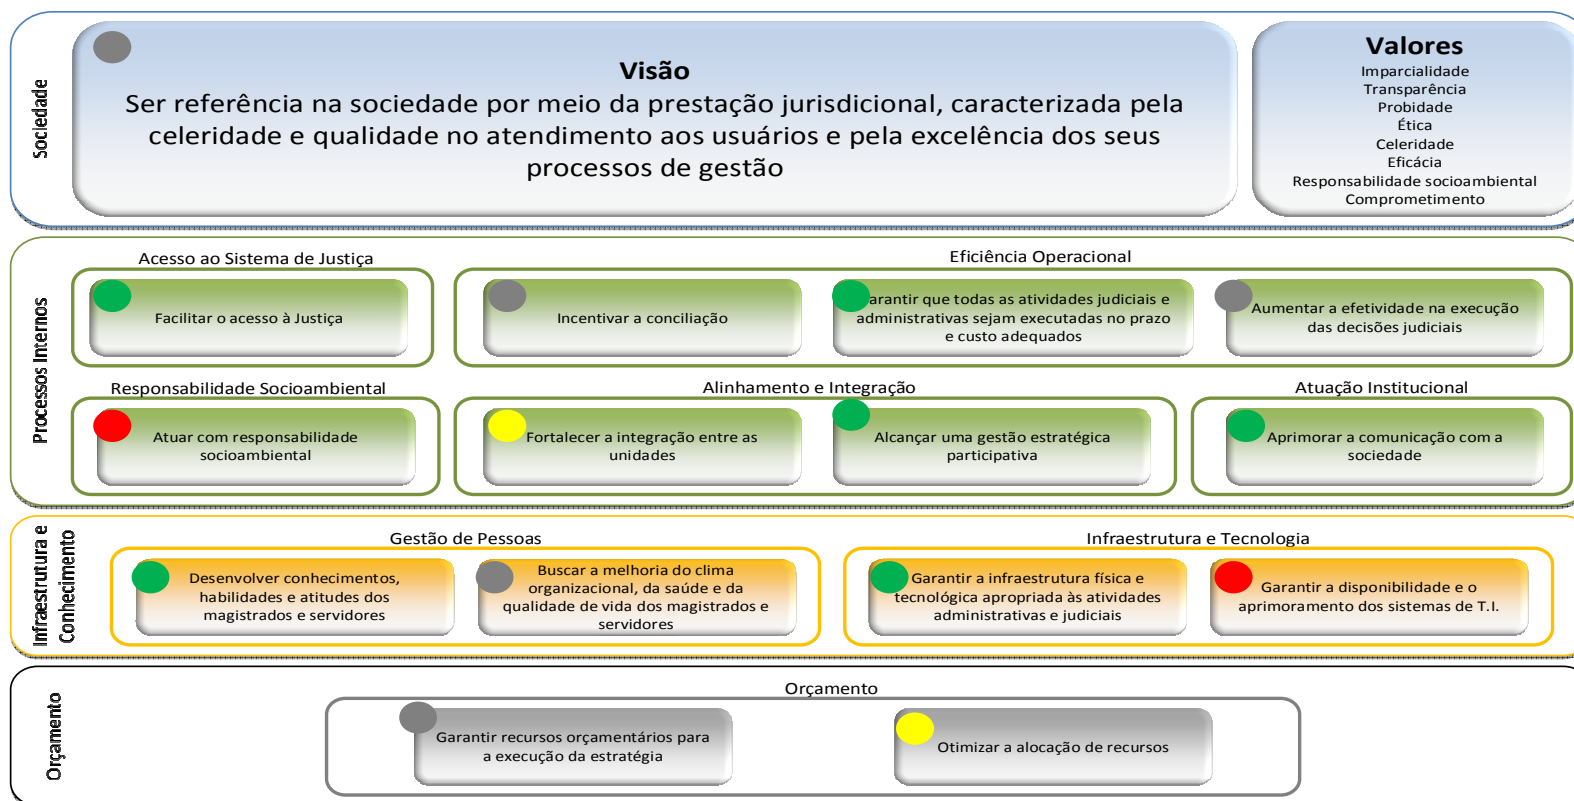 Sociedade
Visão
Ser referência na sociedade por meio da prestação jurisdicional, caracterizada pela
celeridade e qualidade no atendimento aos usuários e pela excelência dos seus
processos de gestão
Valores
Imparcialidade
Transparência
Probidade
Ética
Celeridade
Eficácia
Responsabilidade socioambiental
Comprometimento
Processos Internos
Acesso ao Sistema de Justiça
Facilitar o acesso à Justiça
Eficiência Operacional
Incentivar a conciliação
arantir que todas as atividades judiciais e
administrativas sejam executadas no prazo
e custo adequados
Aumentar a efetividade na execução
das decisões judiciais
Responsabilidade Socioambiental
Atuar com responsabilidade
socioambiental
Alinhamento e Integração
Fortalecer a integração entre as
unidades
Alcançar uma gestão estratégica
participativa
Atuação Institucional
Aprimorar a comunicação com a
sociedade
Infraestrutura e
Conhecimento
Gestão de Pessoas
Desenvolver conhecimentos,
habilidades e atitudes dos
magistrados e servidores
Buscar a melhoria do clima
organizacional, da saúde e da
qualidade de vida dos magistrados e
servidores
Infraestrutura e Tecnologia
Garantir a infraestrutura física e
tecnológica apropriada às atividades
administrativas e judiciais
Garantir a disponibilidade e o
aprimoramento dos sistemas de T.I.
Orçamento
Orçamento
Garantir recursos orçamentários para
a execução da estratégia
Otimizar a alocação de recursos